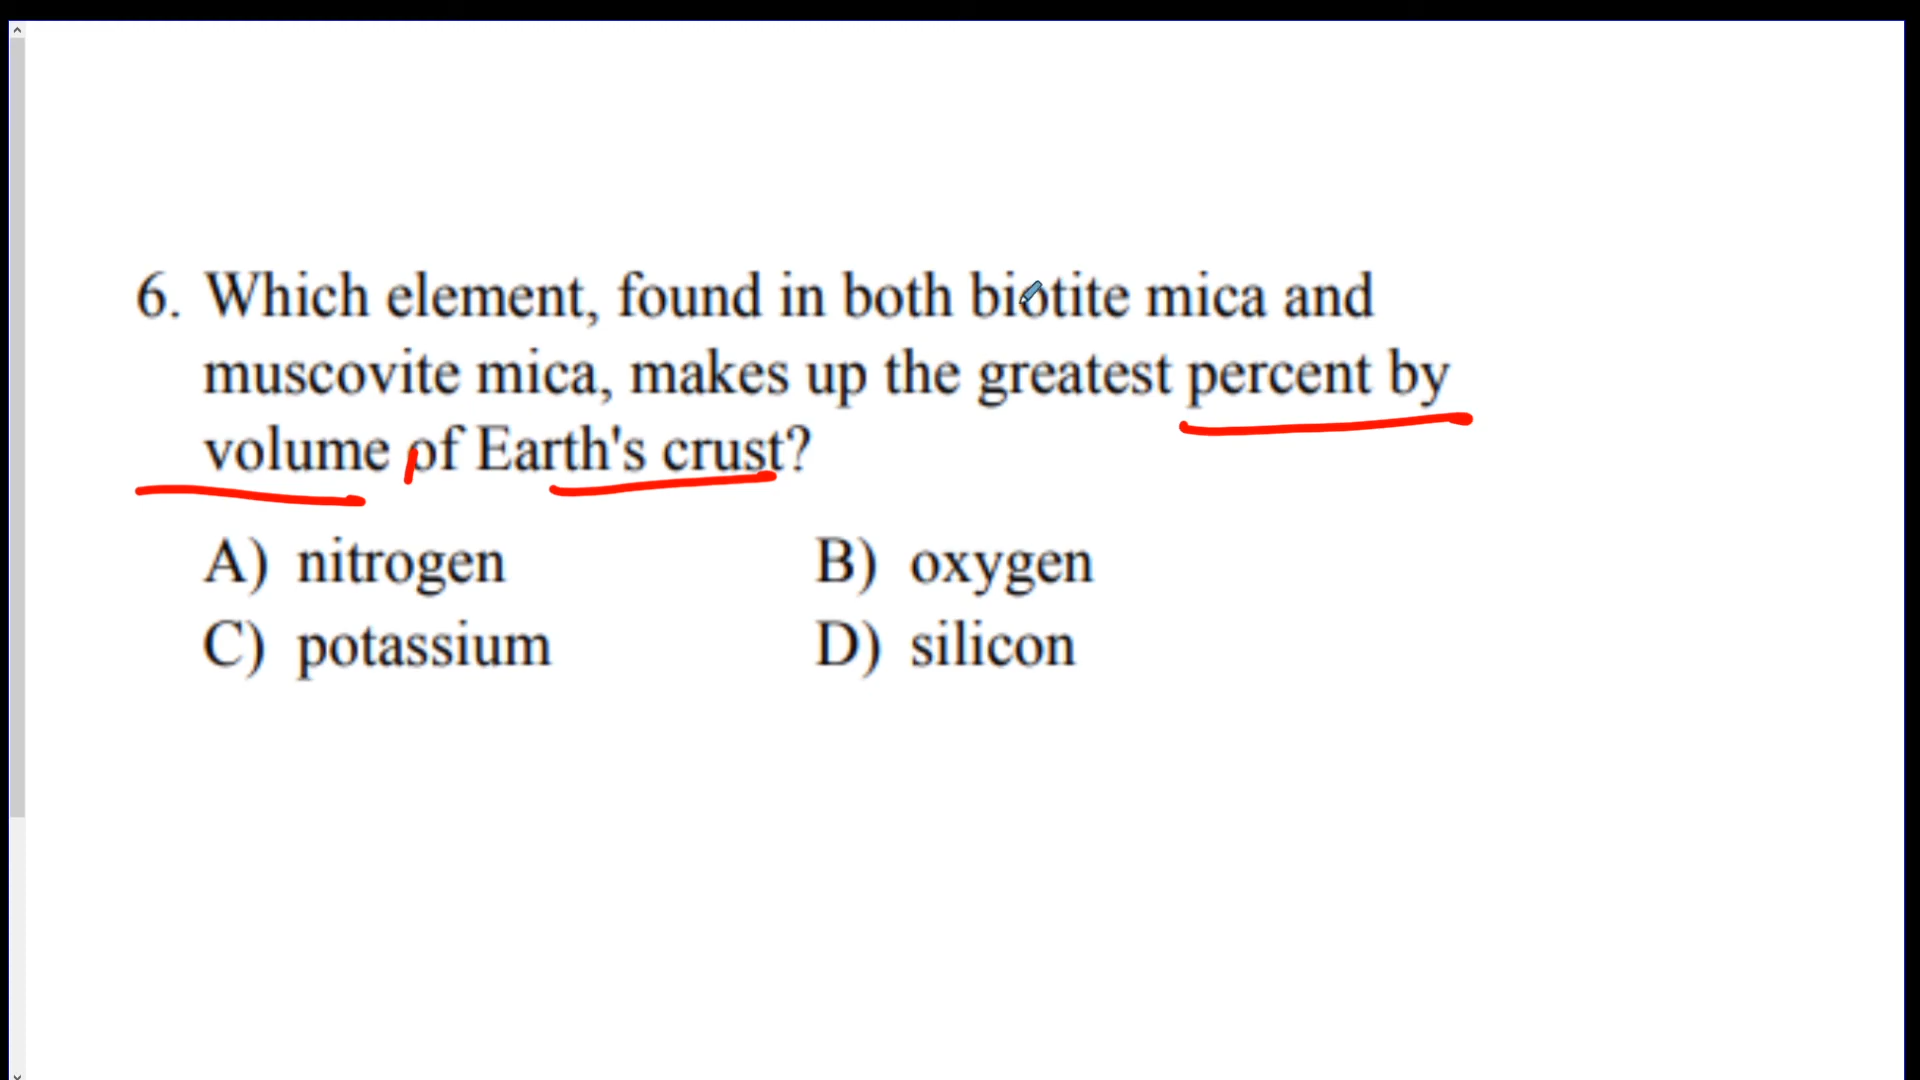 6. Which element, found in both biotite mica and
muscovite mica, makes up the greatest percent by
volume of Earth's crust?
A) nitrogen B) oxygen
C) potassium D) silicon